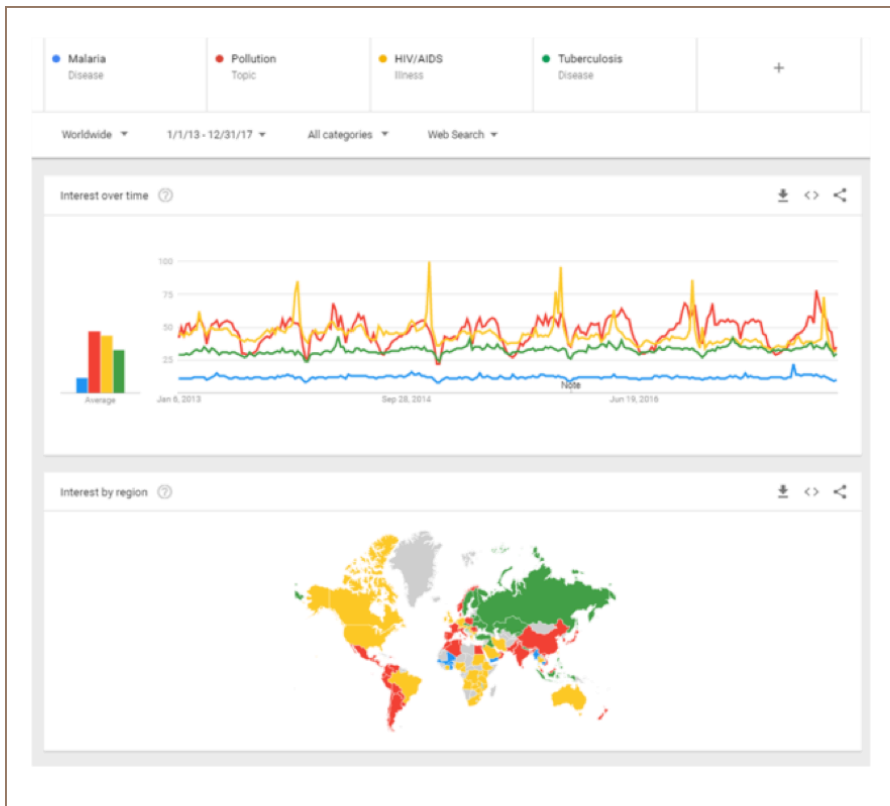 Malaria
Disease
Pollution
Topic
HIV/AIDS
Illness
Tuberculosis
Disease
+
Worldwide
1/1/13 - 12/31/17
All categories
Web Search
Interest over time ?
100
75
50
25
Average
Jan 6, 2013
Sep 28, 2014
Note
Jun 19, 2016
Interest by region ?